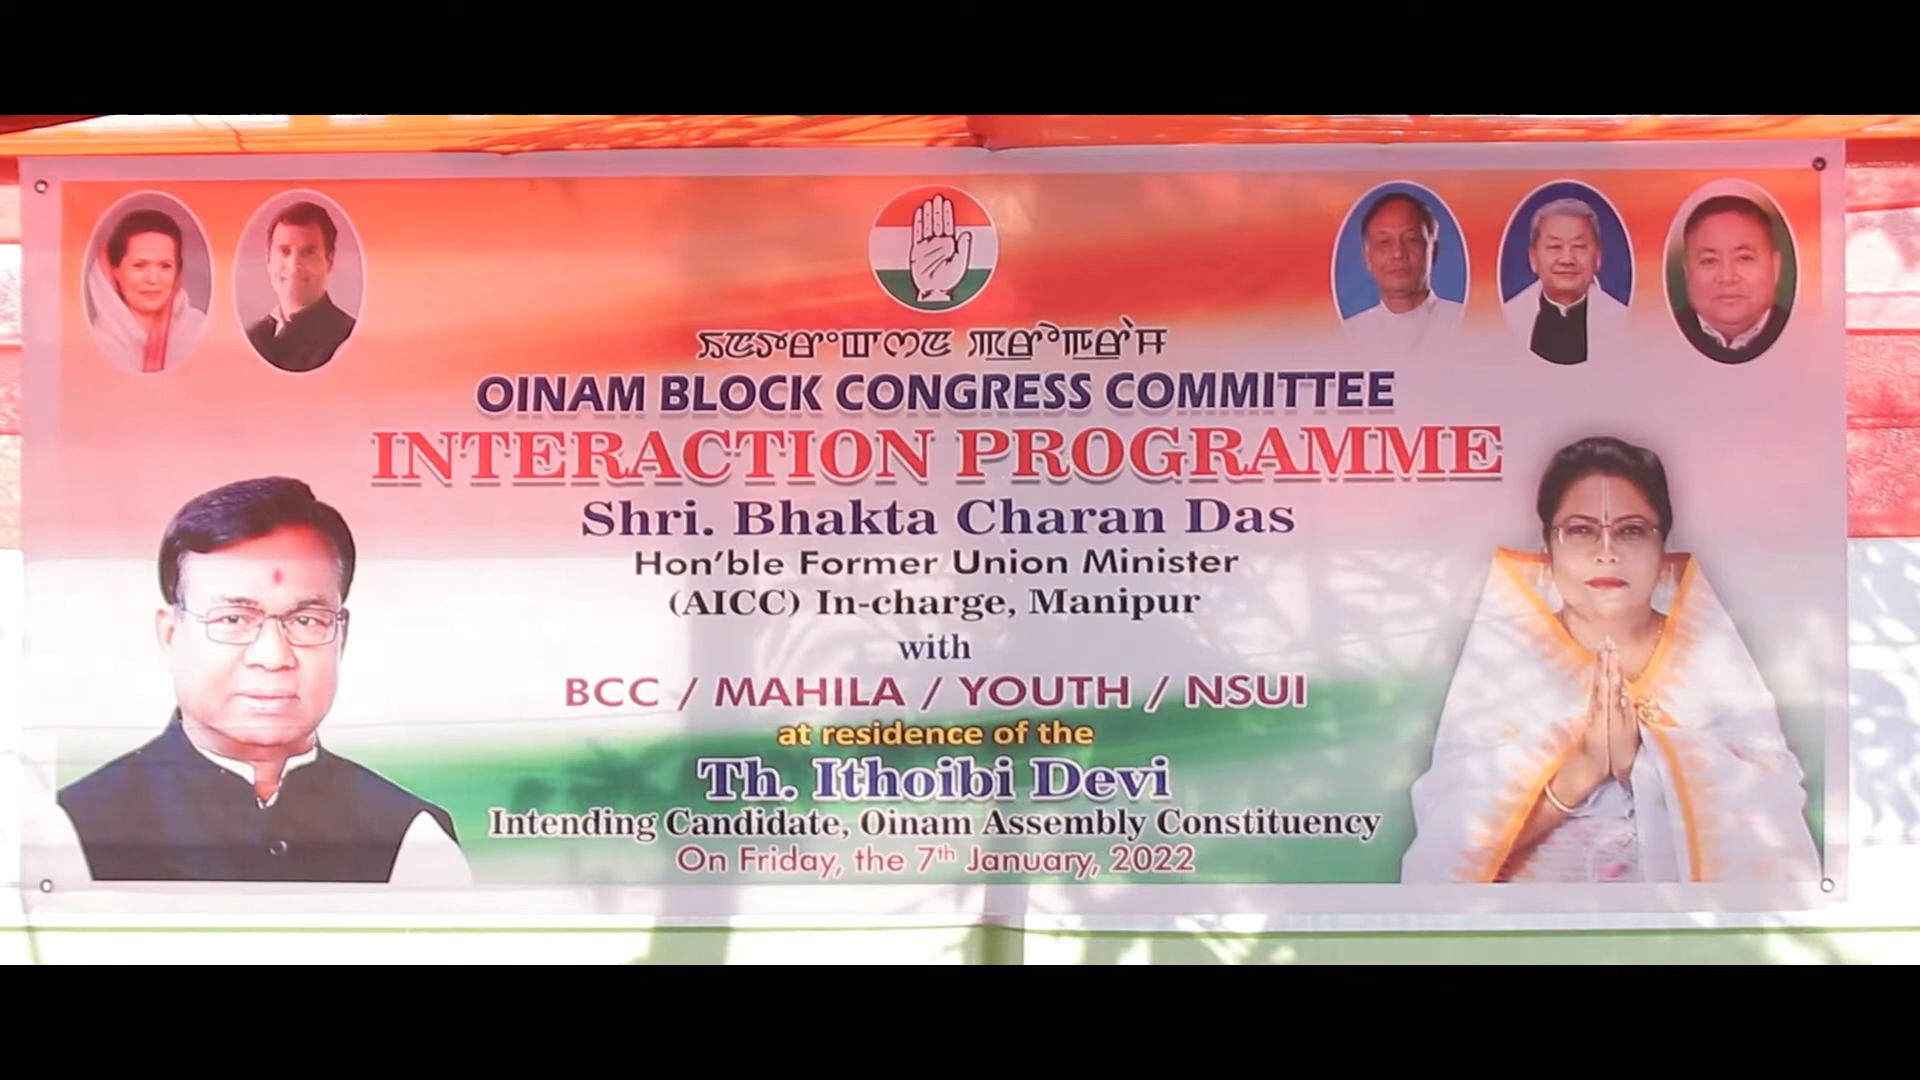 OINAM BLOCK CONGRESS COMMITTEE
INTERACTION PROGRAMME
Shri. Bhakta Charan Das
Hon'ble Former Union Minister
(AICC) In-charge, Manipur
with
BCC / MAHILA / YOUTH / NSUI
at residence of the
Th. Ithoibi Devi
Intending Candidate, Oinam Assembly Constituency
On Friday, the 7th January, 2022